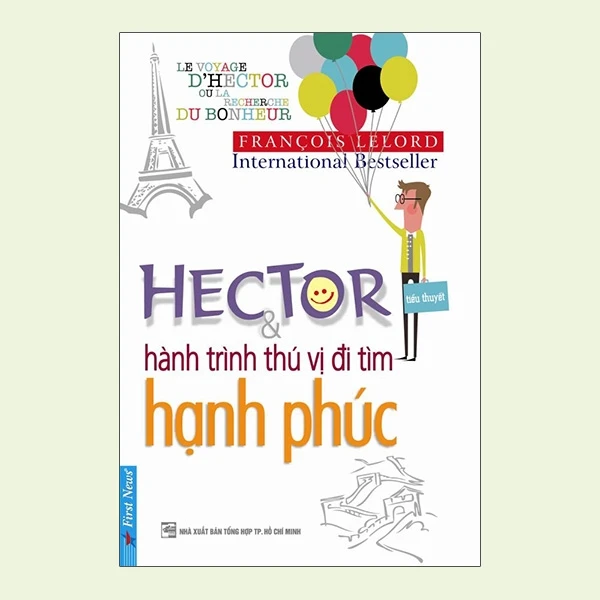 LE VOYAGE
D'HECTOR
OU LA
RECHERCHE
DU BONHEUR
FRANÇOIS LELORD
International Bestseller
HECTOR
tiểu thuyết
&
hành trình thú vị đi tìm
hạnh phúc
First News
NHÀ XUẤT BẢN TỔNG HỢP TP. HỒ CHÍ MINH